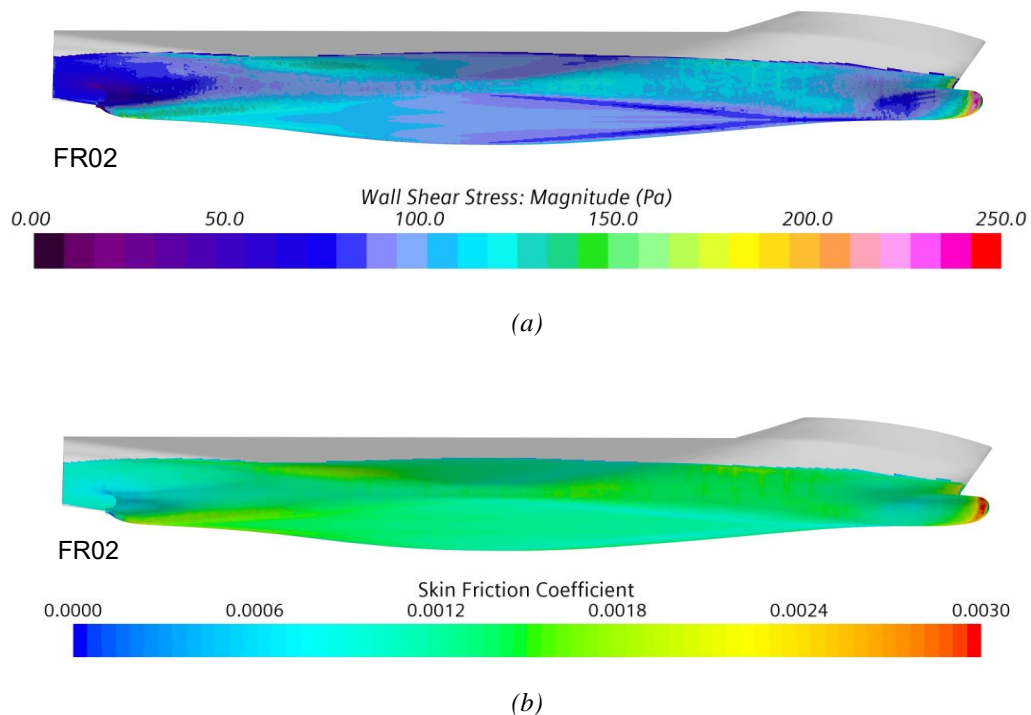 FR02
Wall Shear Stress: Magnitude (Pa)
0.00 50.0 100.0 150.0 200.0 250.0
(a)
FR02
Skin Friction Coefficient
0.0000 0.0006 0.0012 0.0018 0.0024 0.0030
(b)